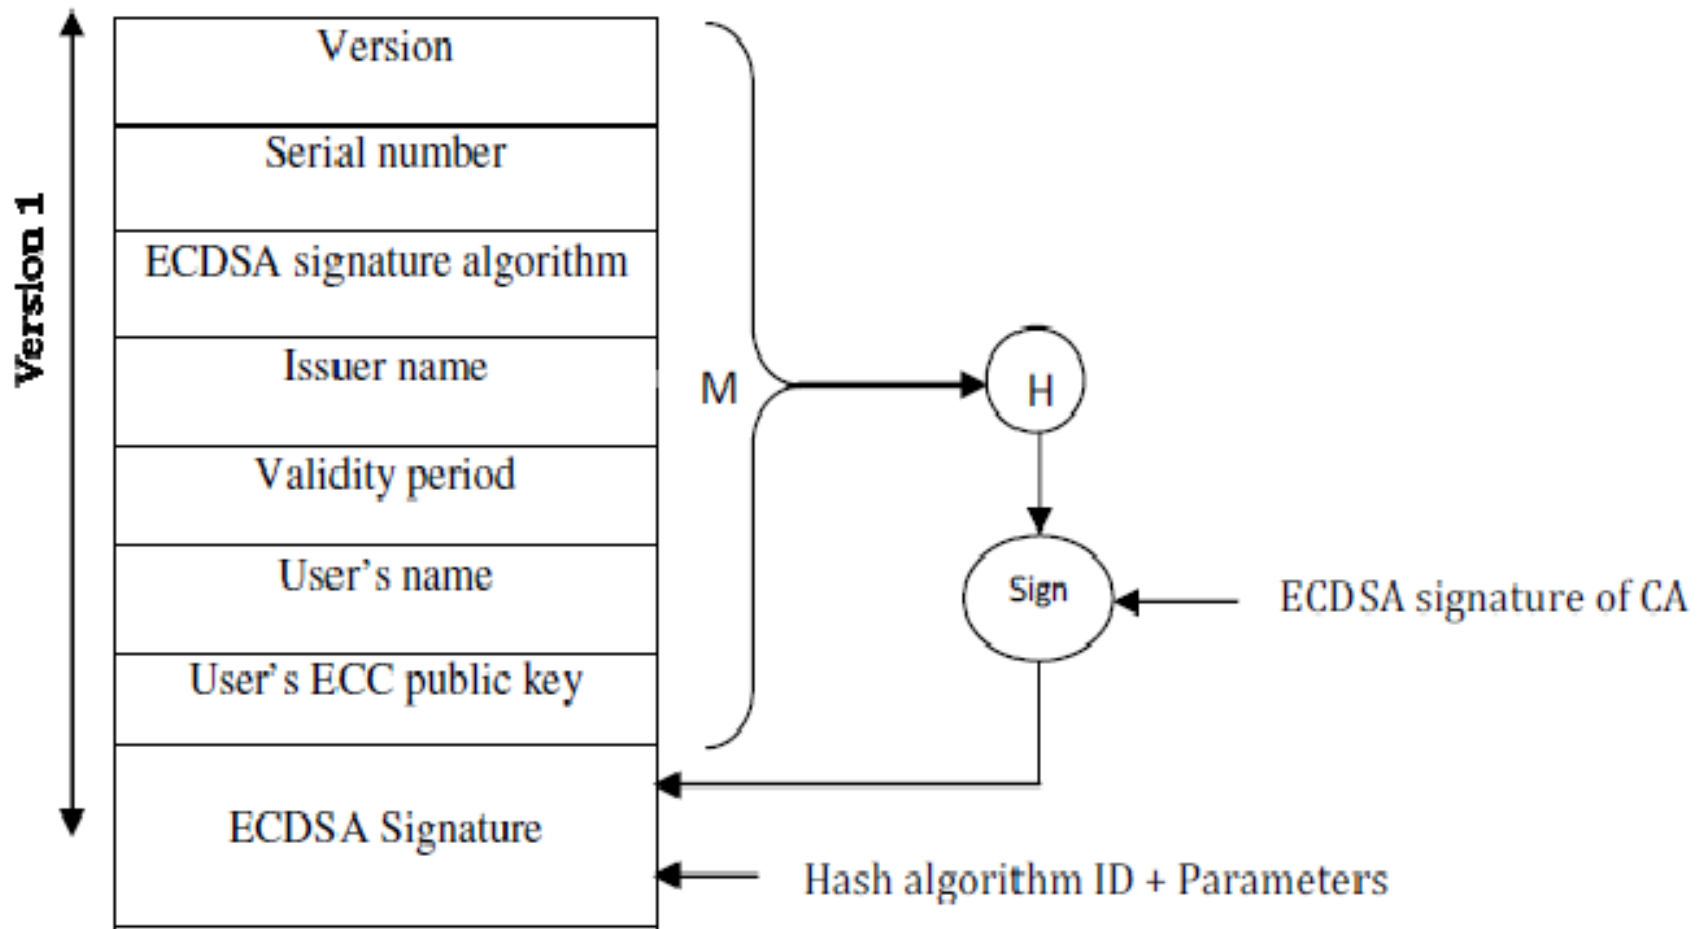 Version 1
Version
Serial number
ECDSA signature algorithm
Issuer name
Validity period
User's name
User's ECC public key
ECDSA Signature
M
H
Sign
ECDSA signature of CA
Hash algorithm ID + Parameters